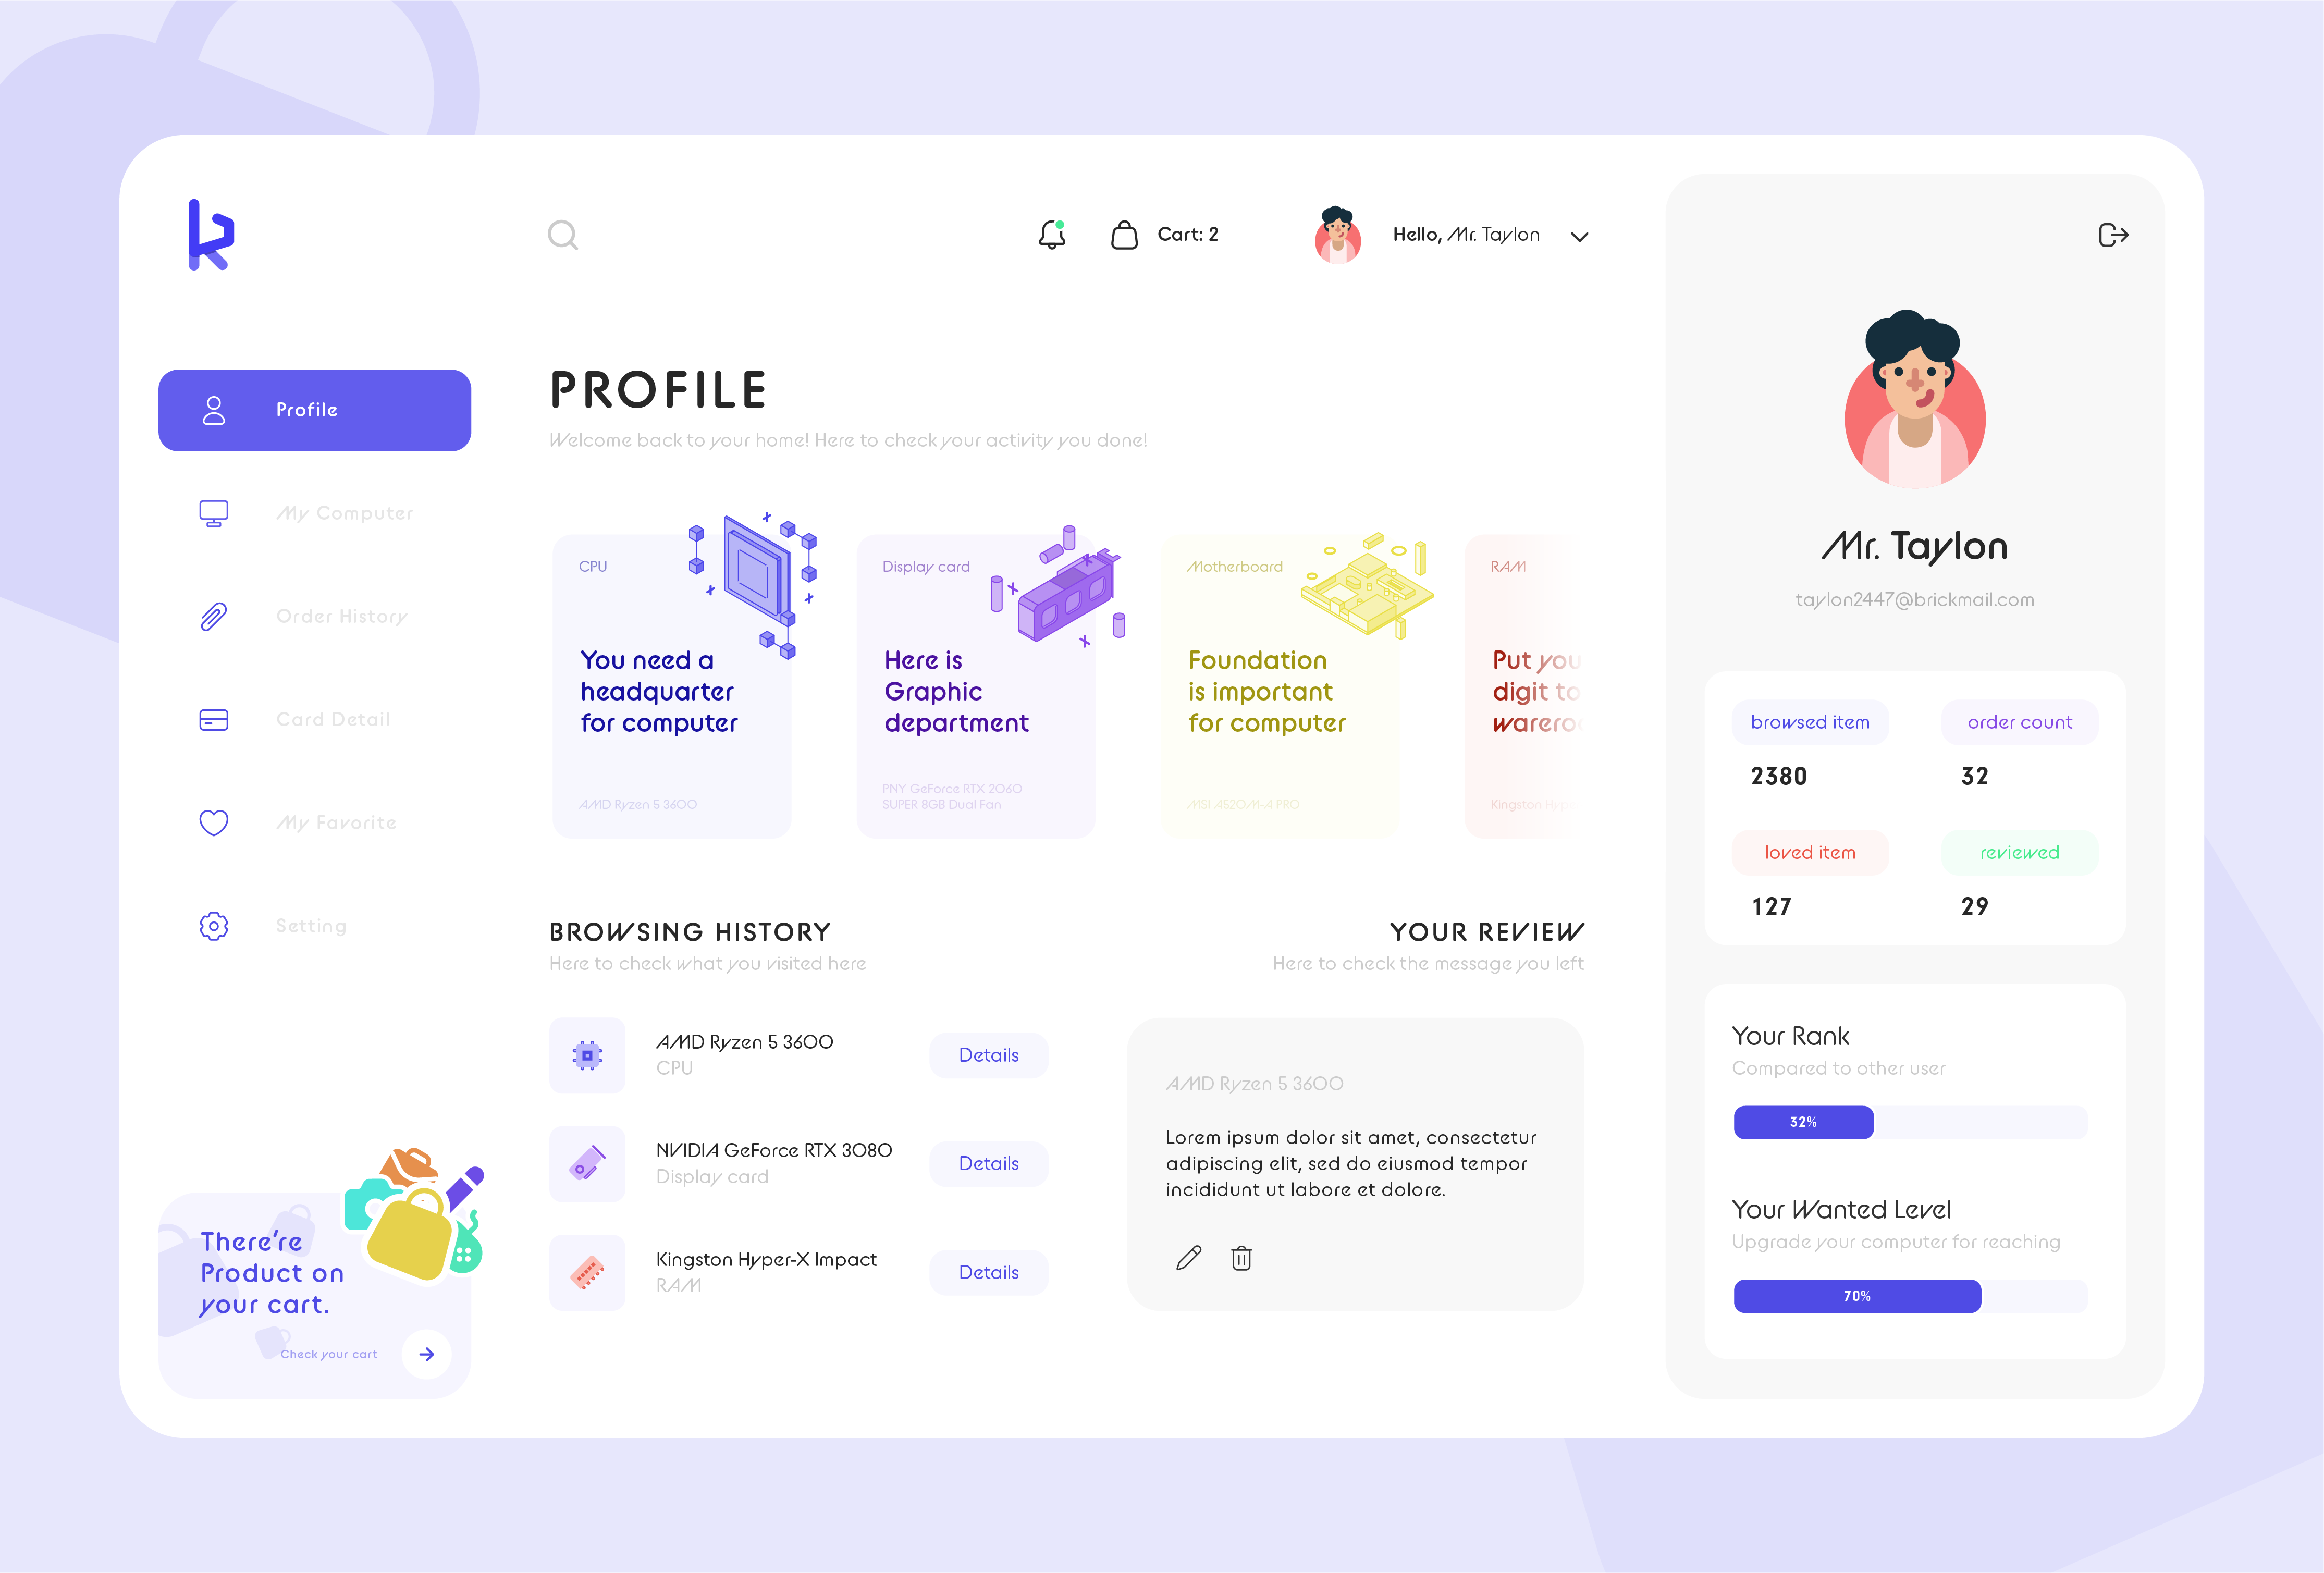 Cart: 2
Hello, Mr. Taylon
Profile
My Computer
Order History
Card Detail
My Favorite
Setting
There're
Product on
your cart.
Check your cart
PROFILE
Welcome back to your home! Here to check your activity you done!
CPU
You need a
headquarter
for computer
AMD Ryzen 5 3600
Display card
Here is
Graphic
department
PNY GeForce RTX 2060
SUPER 8GB Dual Fan
Motherboard
Foundation
is important
for computer
MSI A520M-A PRO
RAM
Put you
digit to
Kingston
BROWSING HISTORY
Here to check what you visited here
AMD Ryzen 5 3600
CPU
Details
NVIDIA GeForce RTX 3080
Display card
Details
Kingston Hyper-X Impact
RAM
Details
YOUR REVIEW
Here to check the message you left
AMD Ryzen 5 3600
Lorem ipsum dolor sit amet, consectetur
adipiscing elit, sed do eiusmod tempor
incididunt ut labore et dolore.
Mr. Taylon
taylon2447@brickmail.com
browsed item
2380
order count
32
loved item
127
reviewed
29
Your Rank
Compared to other user
32%
Your Wanted Level
Upgrade your computer for reaching
70%